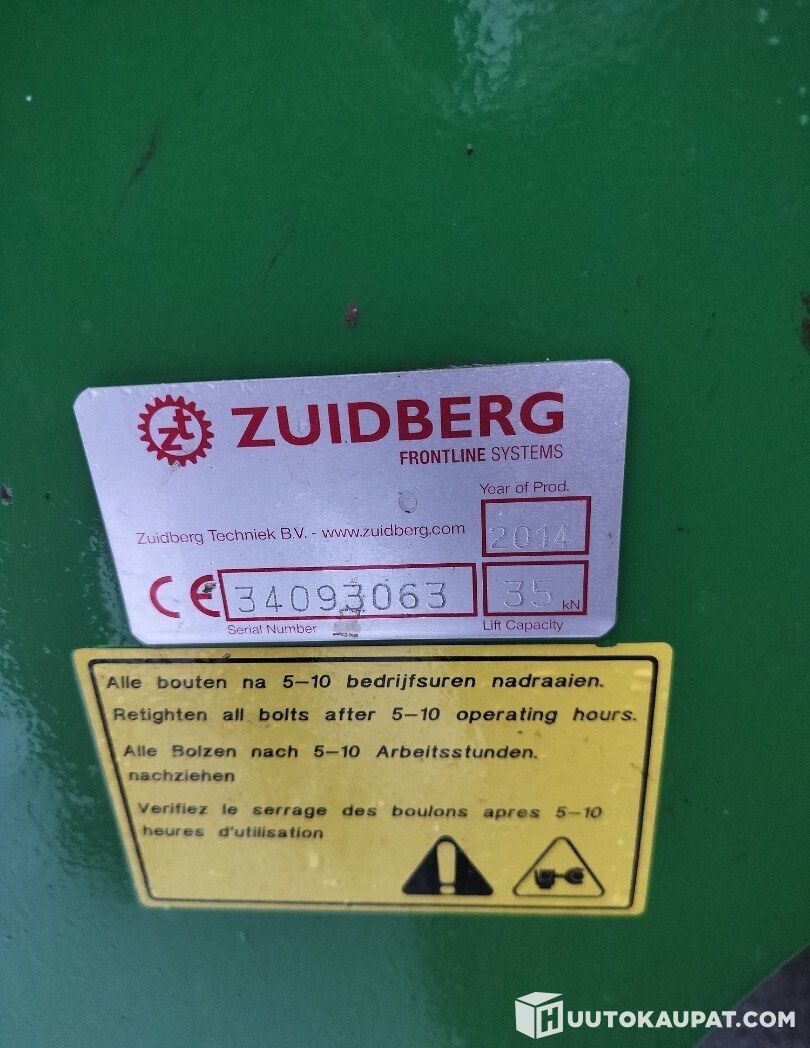 zt ZUIDBERG
FRONTLINE SYSTEMS
Year of Prod.
2014
Zuidberg Techniek B.V. - www.zuidberg.com
CE 34093063 35 kN
Serial Number Lift Capacity
Alle bouten na 5-10 bedrijfsuren nadraaien.
Retighten all bolts after 5-10 operating hours.
Alle Bolzen nach 5-10 Arbeitsstunden.
nachziehen
Verifiez le serrage des boulons apres 5-10
heures d'utilisation
HUUTOKAUPAT.COM